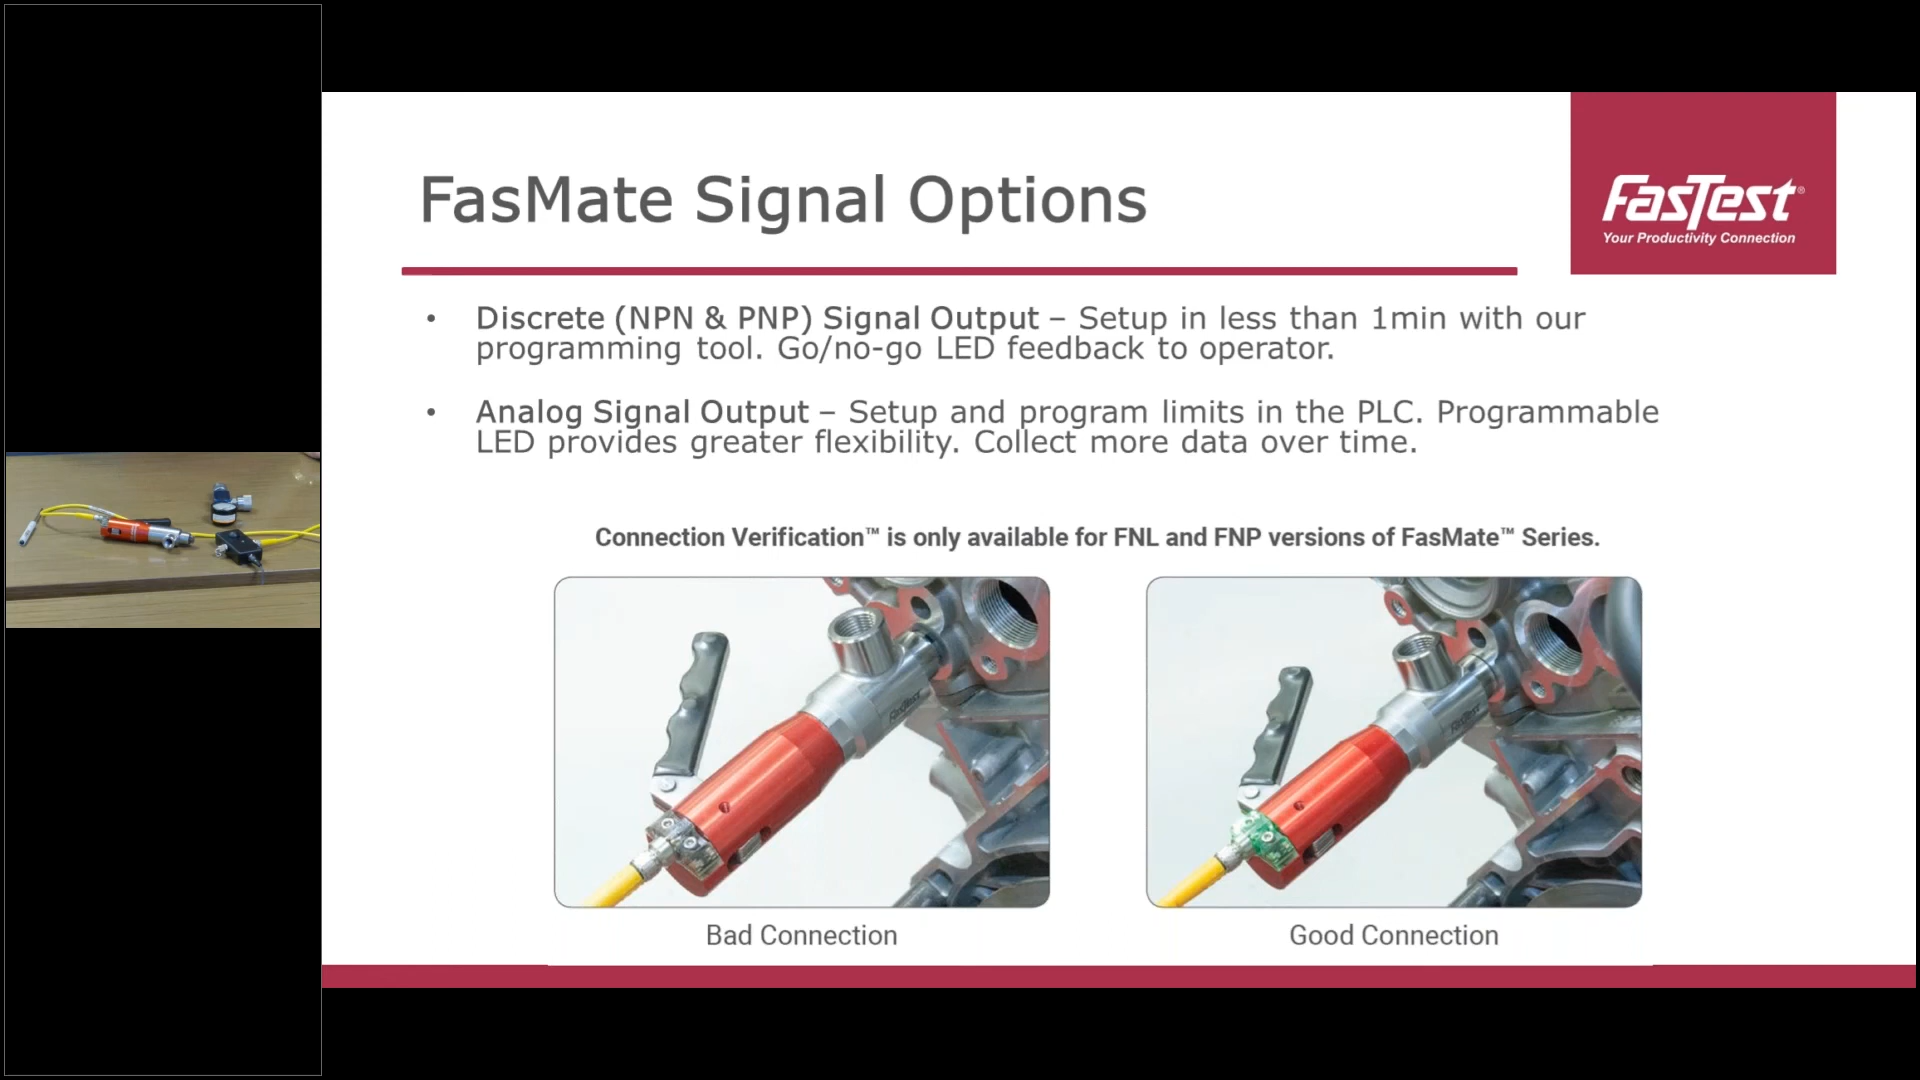 FasMate Signal Options
FasTest®
Your Productivity Connection
• Discrete (NPN & PNP) Signal Output – Setup in less than 1min with our
programming tool. Go/no-go LED feedback to operator.
• Analog Signal Output – Setup and program limits in the PLC. Programmable
LED provides greater flexibility. Collect more data over time.
Connection Verification™ is only available for FNL and FNP versions of FasMate™ Series.
FasTest
FasTest
Bad Connection
Good Connection